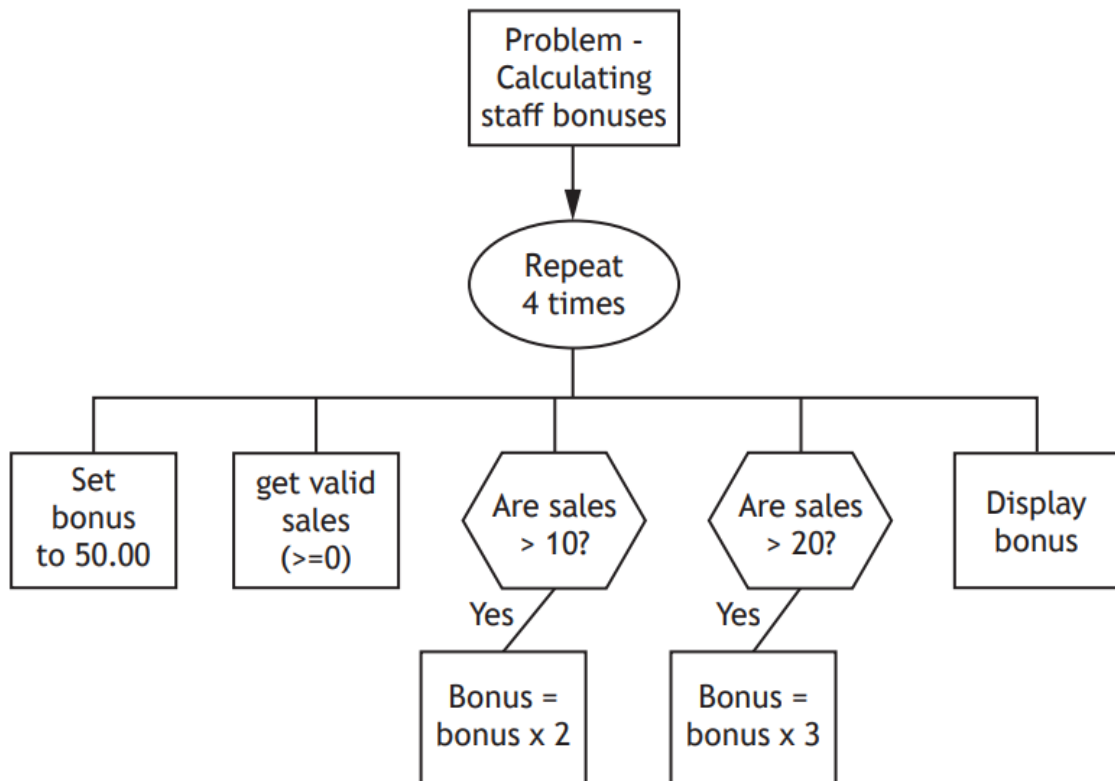 Problem -
Calculating
staff bonuses
Repeat
4 times
Set
bonus
to 50.00
get valid
sales
(>=0)
Are sales
> 10?
Are sales
> 20?
Display
bonus
Yes
Yes
Bonus =
bonus x 2
Bonus =
bonus x 3